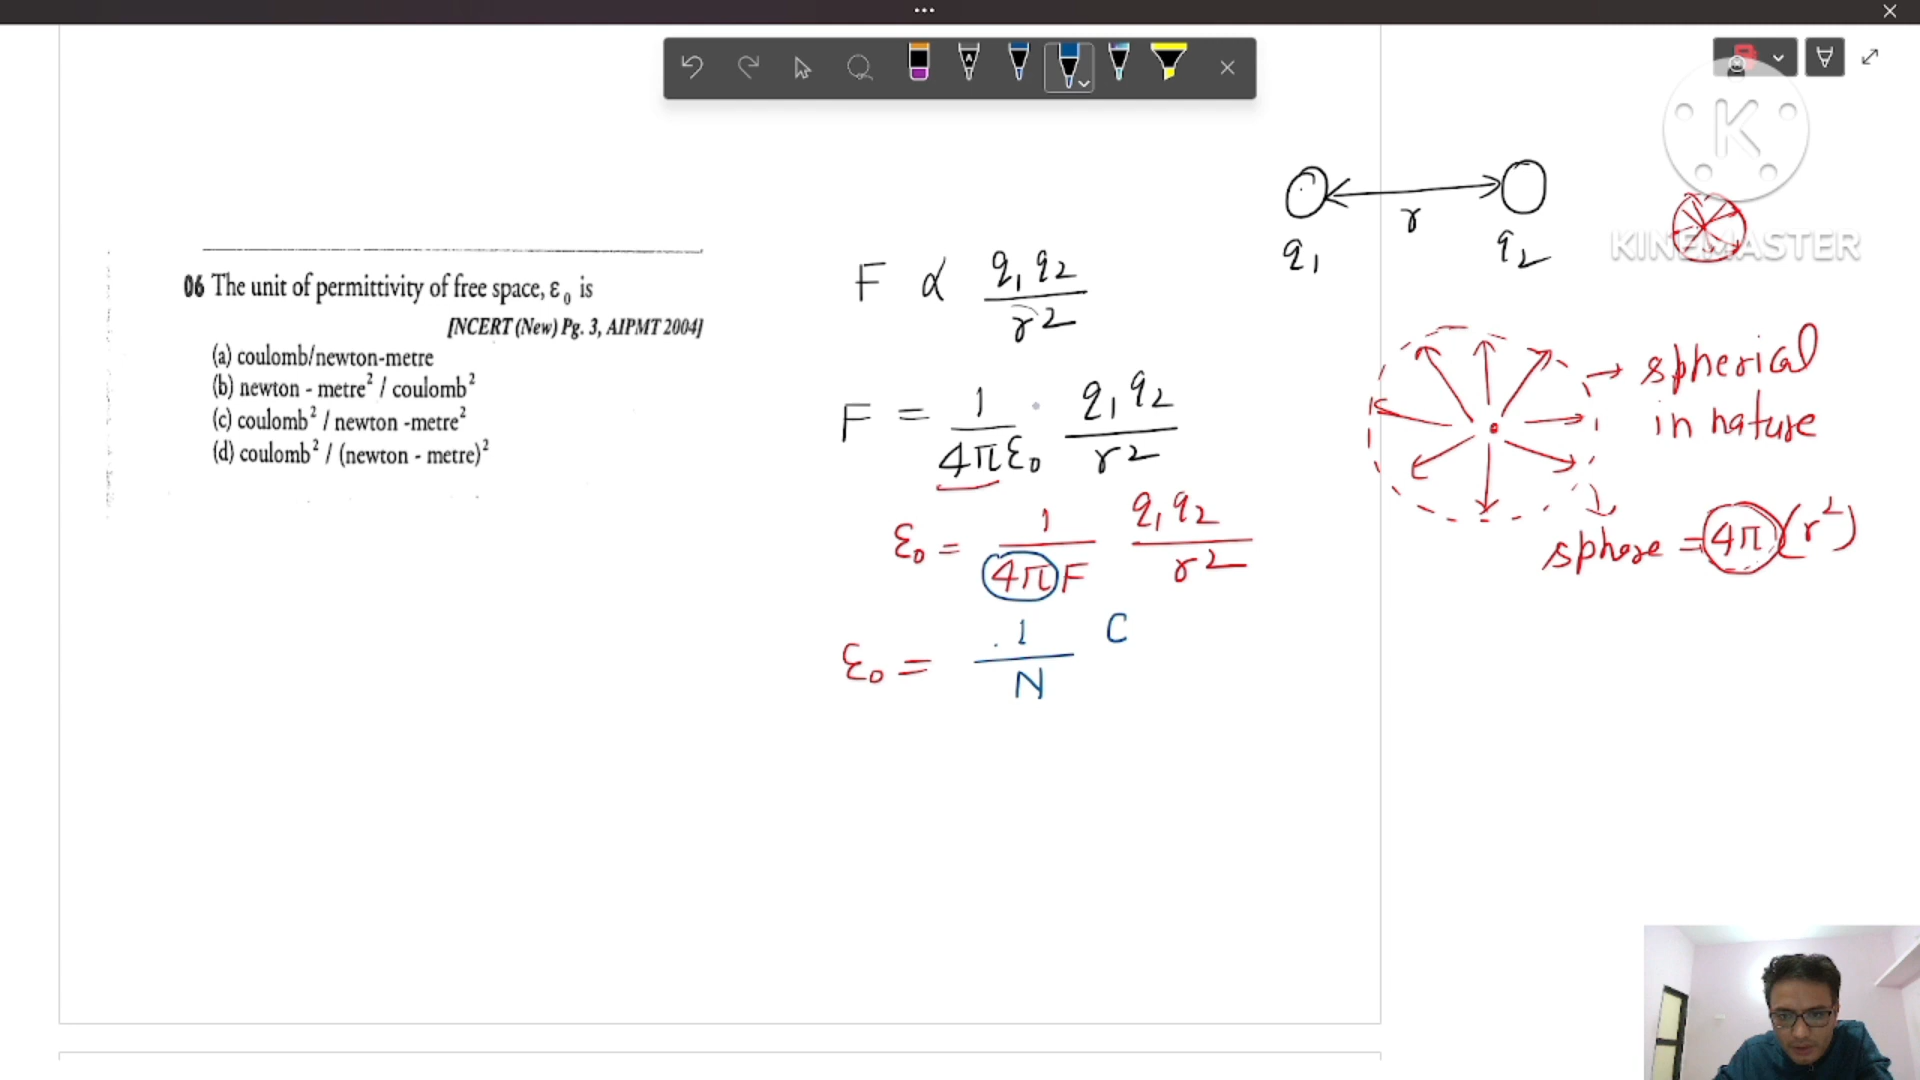 KINEMASTER
06 The unit of permittivity of free space, ε₀ is
[NCERT (New) Pg. 3, AIPMT 2004]
(a) coulomb/newton-metre
(b) newton - metre² / coulomb²
(c) coulomb² / newton -metre²
(d) coulomb² / (newton - metre)²
r
q₁ q₂
F ∝ q₁q₂ / r²
F = 1 / 4πε₀ · q₁q₂ / r²
ε₀ = 1 / 4πF q₁q₂ / r²
ε₀ = 1 / N C
→ spherical
in nature
sphere = 4π(r²)